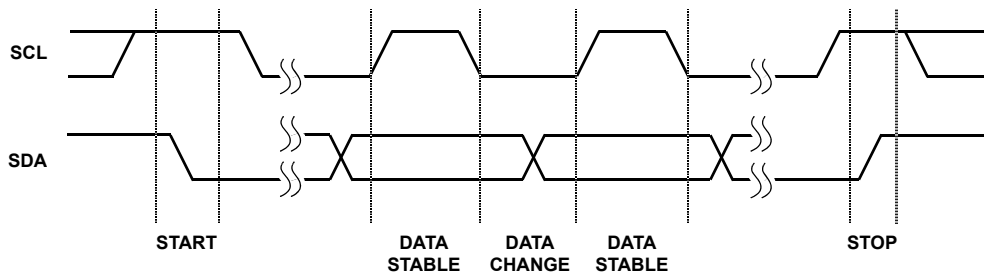 SCL
SDA
START
DATA
STABLE
DATA
CHANGE
DATA
STABLE
STOP